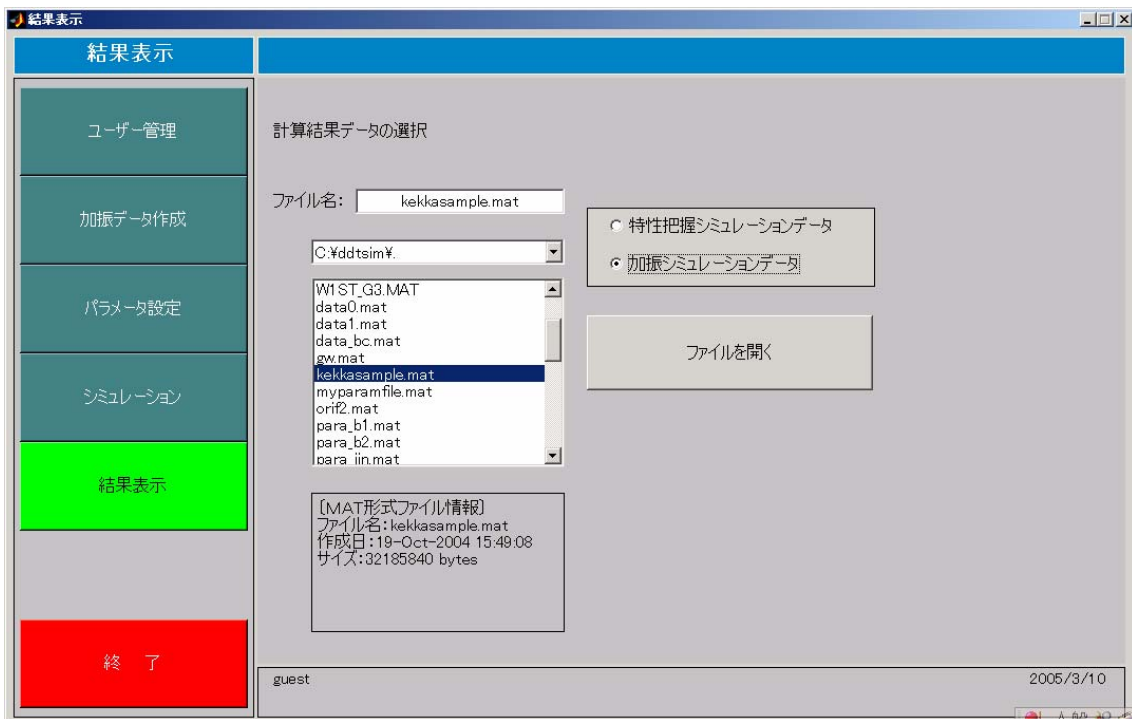 結果表示
結果表示
ユーザー管理
加振データ作成
パラメータ設定
シミュレーション
結果表示
終 了
計算結果データの選択
ファイル名: kekkasample.mat
C:¥ddtsim¥.
W1ST_G3.MAT
data0.mat
data1.mat
data_bc.mat
gw.mat
kekkasample.mat
myparamfile.mat
orif2.mat
para_b1.mat
para_b2.mat
para_iin.mat
[MAT形式ファイル情報]
ファイル名:kekkasample.mat
作成日:19-Oct-2004 15:49:08
サイズ:32185840 bytes
特性把握シミュレーションデータ
加振シミュレーションデータ
ファイルを開く
guest 2005/3/10